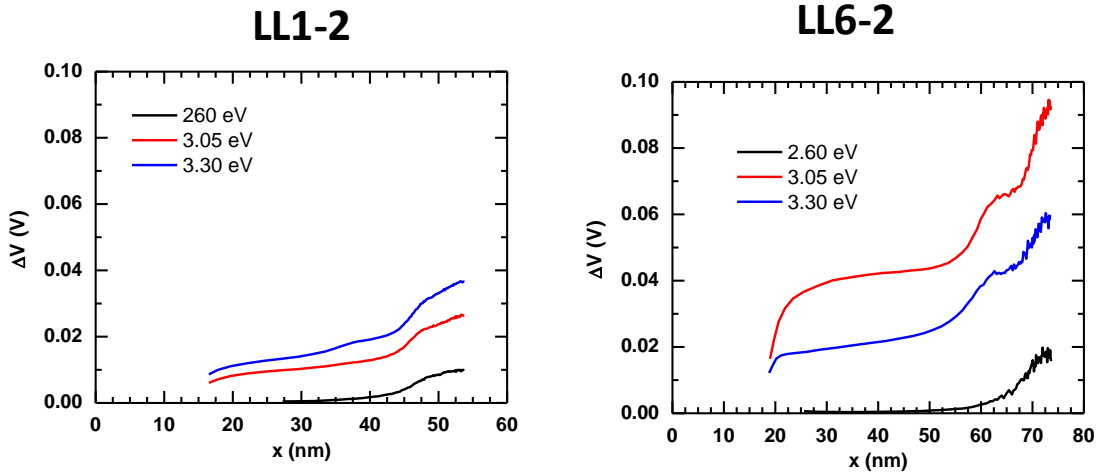 LL1-2
0.10
0.08
0.06
0.04
0.02
0.00
ΔV (V)
260 eV
3.05 eV
3.30 eV
0 10 20 30 40 50 60
x (nm)
LL6-2
0.10
0.08
0.06
0.04
0.02
0.00
ΔV (V)
2.60 eV
3.05 eV
3.30 eV
0 10 20 30 40 50 60 70 80
x (nm)